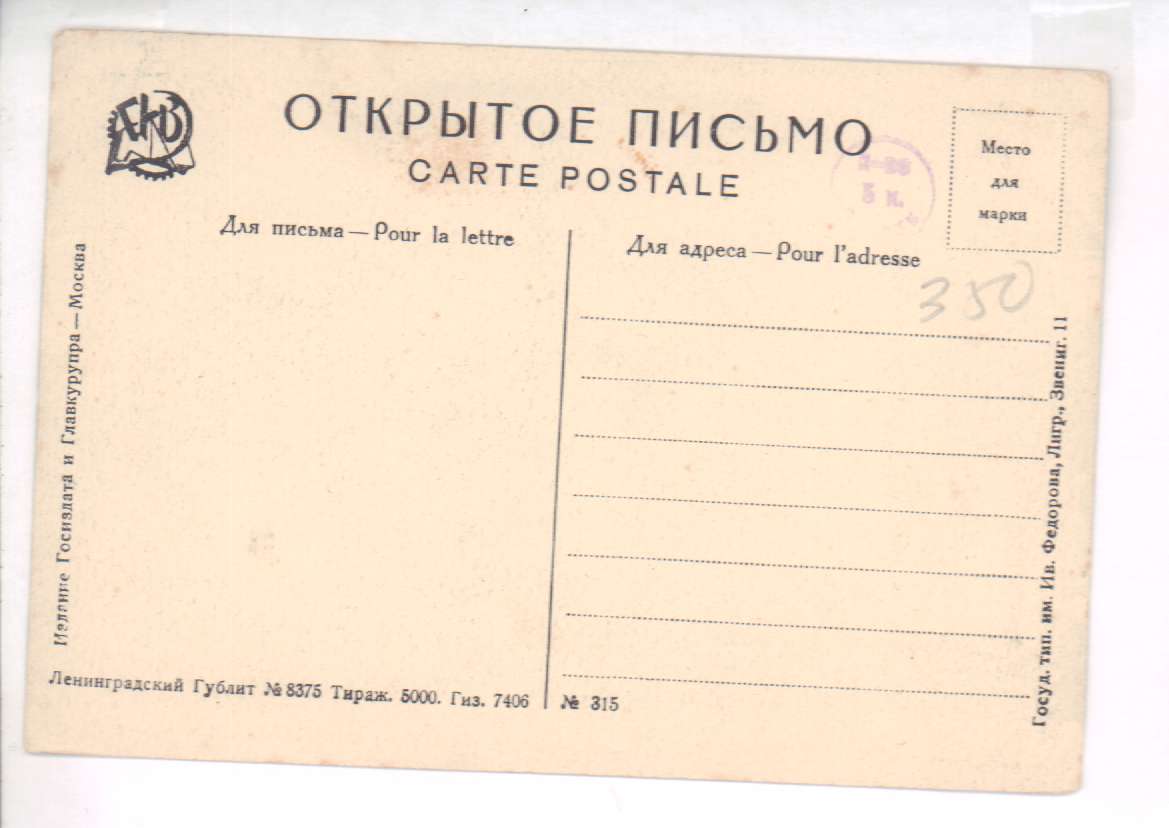 ОТКРЫТОЕ ПИСЬМО
CARTE POSTALE
Место
для
марки
5 к.
Для письма — Pour la lettre
Для адреса — Pour l'adresse
350
Издание Госиздата и Главкурупра — Москва
Госуд. тип. им. Ив. Федорова, Лнгр., Звениг. 11
Ленинградский Гублит № 8375 Тираж. 5000. Гиз. 7406
№ 315